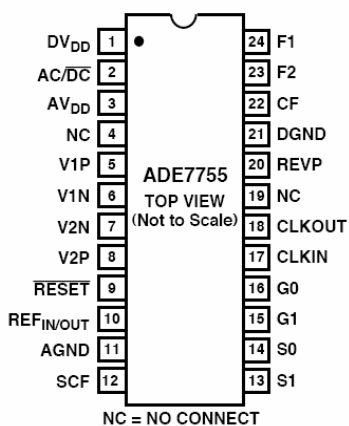 DVDD 1 24 F1
AC/DC 2 23 F2
AVDD 3 22 CF
NC 4 21 DGND
V1P 5 20 REVP
V1N 6 19 NC
V2N 7 18 CLKOUT
V2P 8 17 CLKIN
RESET 9 16 G0
REFIN/OUT 10 15 G1
AGND 11 14 S0
SCF 12 13 S1
ADE7755
TOP VIEW
(Not to Scale)
NC = NO CONNECT